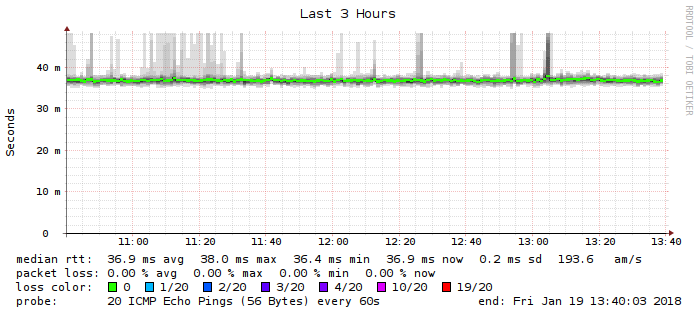 Last 3 Hours
RRDTOOL / TOBI OETIKER
Seconds
40 m
30 m
20 m
10 m
0
11:00 11:20 11:40 12:00 12:20 12:40 13:00 13:20 13:40
median rtt: 36.9 ms avg 38.0 ms max 36.4 ms min 36.9 ms now 0.2 ms sd 193.6 am/s
packet loss: 0.00 % avg 0.00 % max 0.00 % min 0.00 % now
loss color: 0 1/20 2/20 3/20 4/20 10/20 19/20
probe: 20 ICMP Echo Pings (56 Bytes) every 60s end: Fri Jan 19 13:40:03 2018